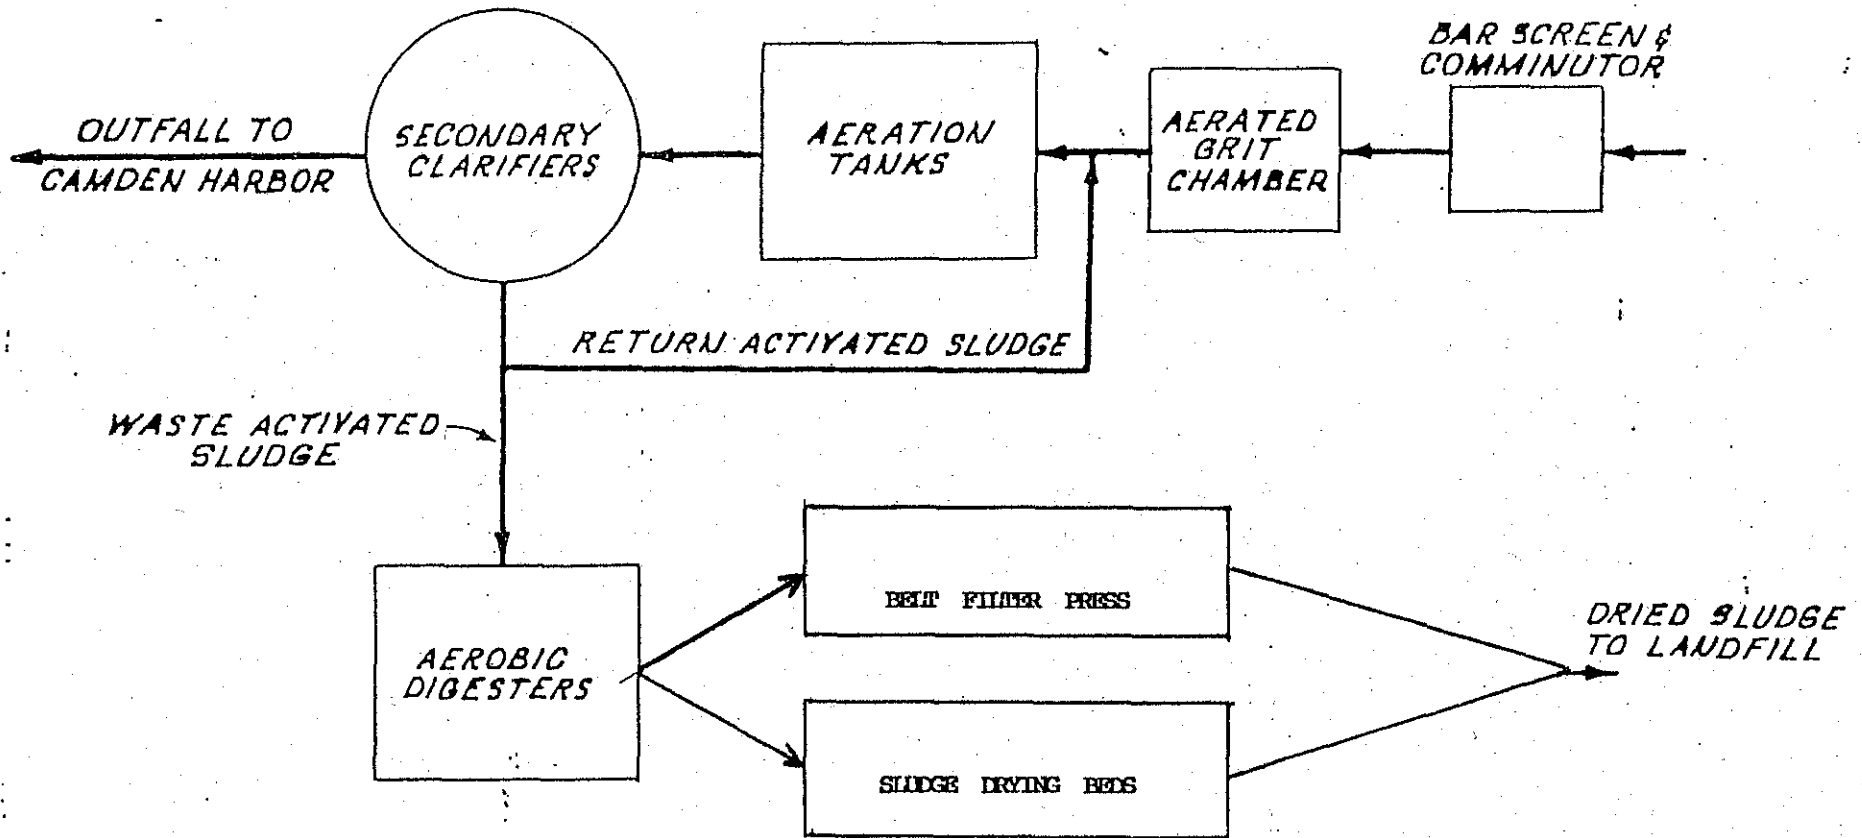 BAR SCREEN &
COMMINUTOR
OUTFALL TO
CAMDEN HARBOR
SECONDARY
CLARIFIERS
AERATION
TANKS
AERATED
GRIT
CHAMBER
RETURN ACTIVATED SLUDGE
WASTE ACTIVATED
SLUDGE
AEROBIC
DIGESTERS
BELT FILTER PRESS
SLUDGE DRYING BEDS
DRIED SLUDGE
TO LANDFILL